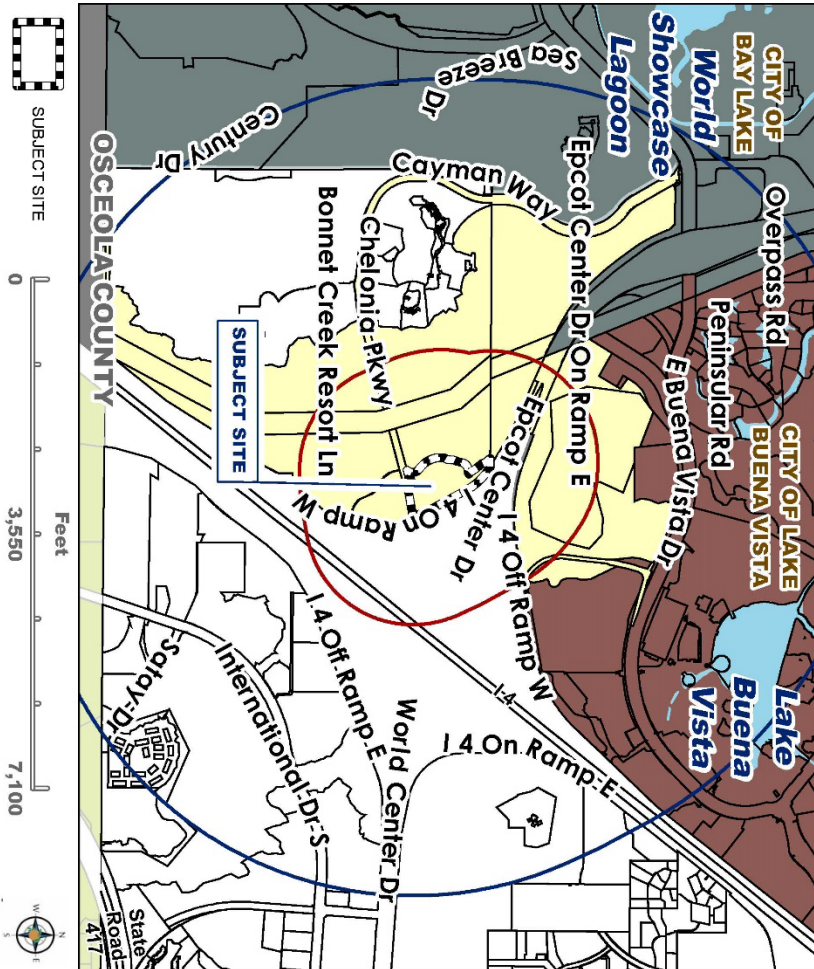 CITY OF
BAY LAKE
World
Showcase
Lagoon
Sea Breeze Dr
Century Dr
OSCEOLA COUNTY
Overpass Rd
Peninsular Rd
E Buena Vista Dr
CITY OF LAKE
BUENA VISTA
Lake
Buena
Vista
Epcot Center Dr On Ramp E
Cayman Way
Chelonia Pkwy
Bonnet Creek Resort Ln
Epcot Center Dr
I 4 On Ramp W
I 4 Off Ramp W
SUBJECT SITE
I-4
I 4 On Ramp E
I 4 Off Ramp E
World Center Dr
International Dr S
Satay Dr
State
Road
417
SUBJECT SITE
0
3,550
7,100
Feet
N
W
E
S